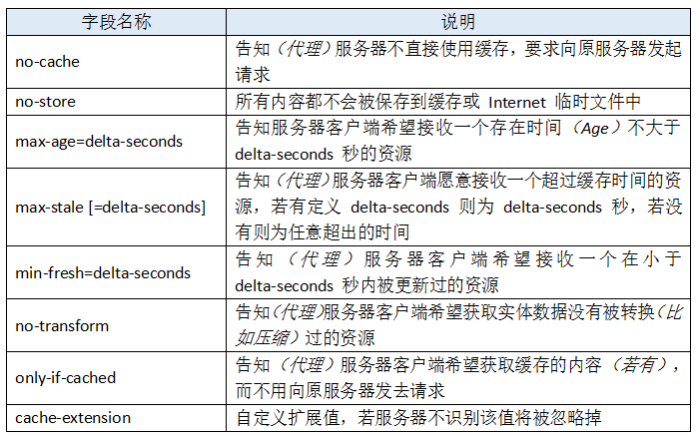 字段名称 说明
no-cache
告知(代理)服务器不直接使用缓存，要求向原服务器发起
请求
no-store
所有内容都不会被保存到缓存或 Internet 临时文件中
max-age=delta-seconds
告知服务器客户端希望接收一个存在时间(Age)不大于
delta-seconds 秒的资源
max-stale [=delta-seconds]
告知(代理)服务器客户端愿意接收一个超过缓存时间的资
源，若有定义 delta-seconds 则为 delta-seconds 秒，若没
有则为任意超出的时间
min-fresh=delta-seconds
告知(代理)服务器客户端希望接收一个在小于
delta-seconds 秒内被更新过的资源
no-transform
告知(代理)服务器客户端希望获取实体数据没有被转换(比
如压缩)过的资源
only-if-cached
告知(代理)服务器客户端希望获取缓存的内容(若有)，
而不用向原服务器发去请求
cache-extension
自定义扩展值，若服务器不识别该值将被忽略掉